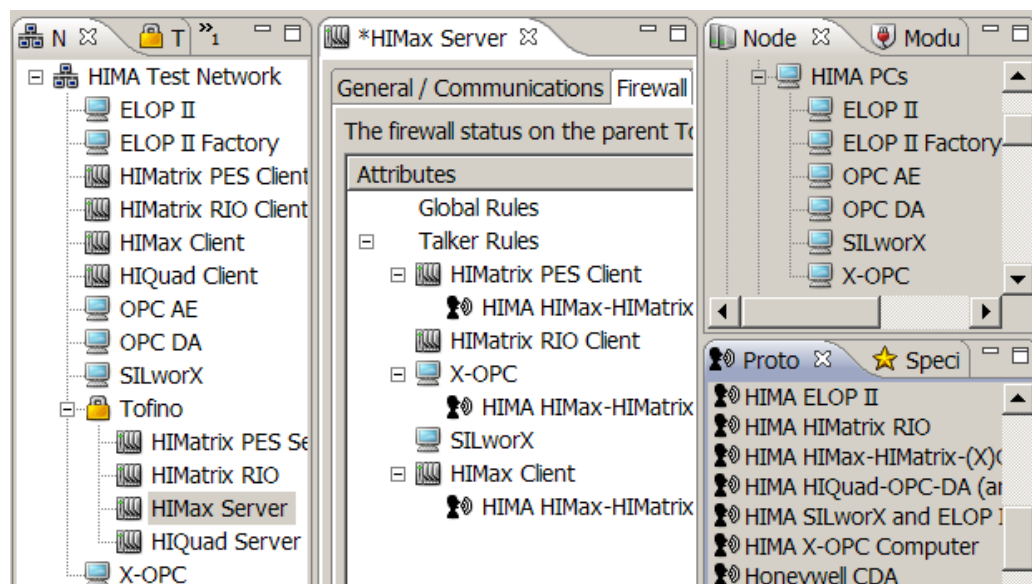 N
T
»1
HIMA Test Network
ELOP II
ELOP II Factory
HIMatrix PES Client
HIMatrix RIO Client
HIMax Client
HIQuad Client
OPC AE
OPC DA
SILworX
Tofino
HIMatrix PES Se
HIMatrix RIO
HIMax Server
HIQuad Server
X-OPC
*HIMax Server
General / Communications Firewall
The firewall status on the parent To
Attributes
Global Rules
Talker Rules
HIMatrix PES Client
HIMA HIMax-HIMatrix
HIMatrix RIO Client
X-OPC
HIMA HIMax-HIMatrix
SILworX
HIMax Client
HIMA HIMax-HIMatrix
Node Modu
HIMA PCs
ELOP II
ELOP II Factory
OPC AE
OPC DA
SILworX
X-OPC
Proto Speci
HIMA ELOP II
HIMA HIMatrix RIO
HIMA HIMax-HIMatrix-(X)
HIMA HIQuad-OPC-DA (ar
HIMA SILworX and ELOP I
HIMA X-OPC Computer
Honeywell CDA